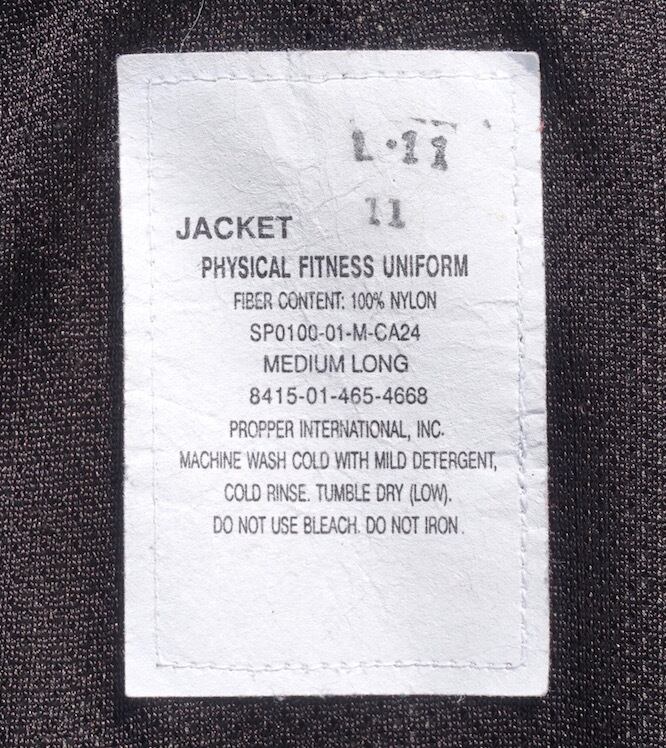 1·11
11
JACKET
PHYSICAL FITNESS UNIFORM
FIBER CONTENT: 100% NYLON
SP0100-01-M-CA24
MEDIUM LONG
8415-01-465-4668
PROPPER INTERNATIONAL, INC.
MACHINE WASH COLD WITH MILD DETERGENT,
COLD RINSE. TUMBLE DRY (LOW).
DO NOT USE BLEACH. DO NOT IRON.